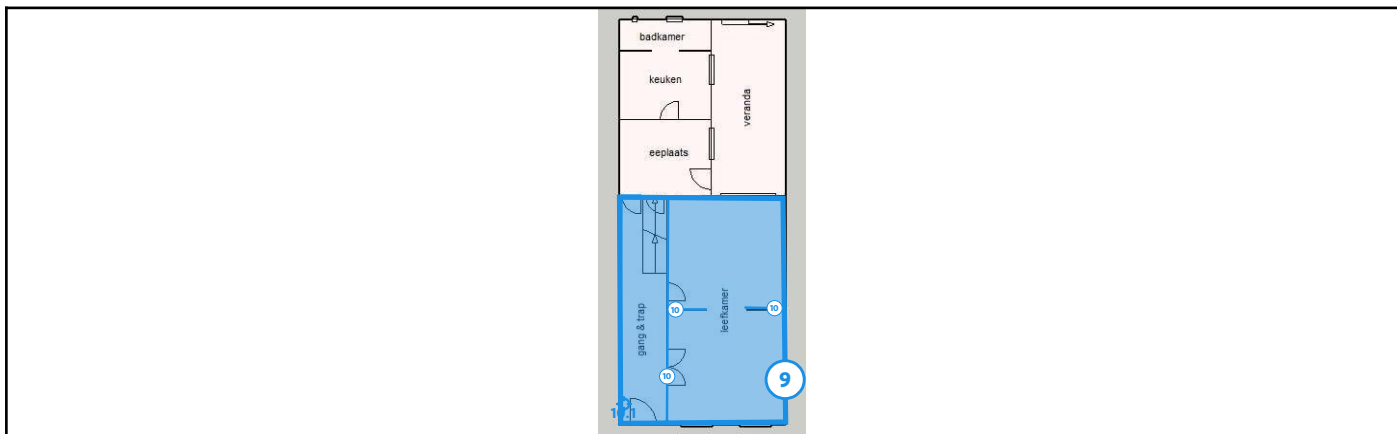 badkamer
keuken
veranda
eeplaats
gang & trap
leefkamer
10
10
10
9